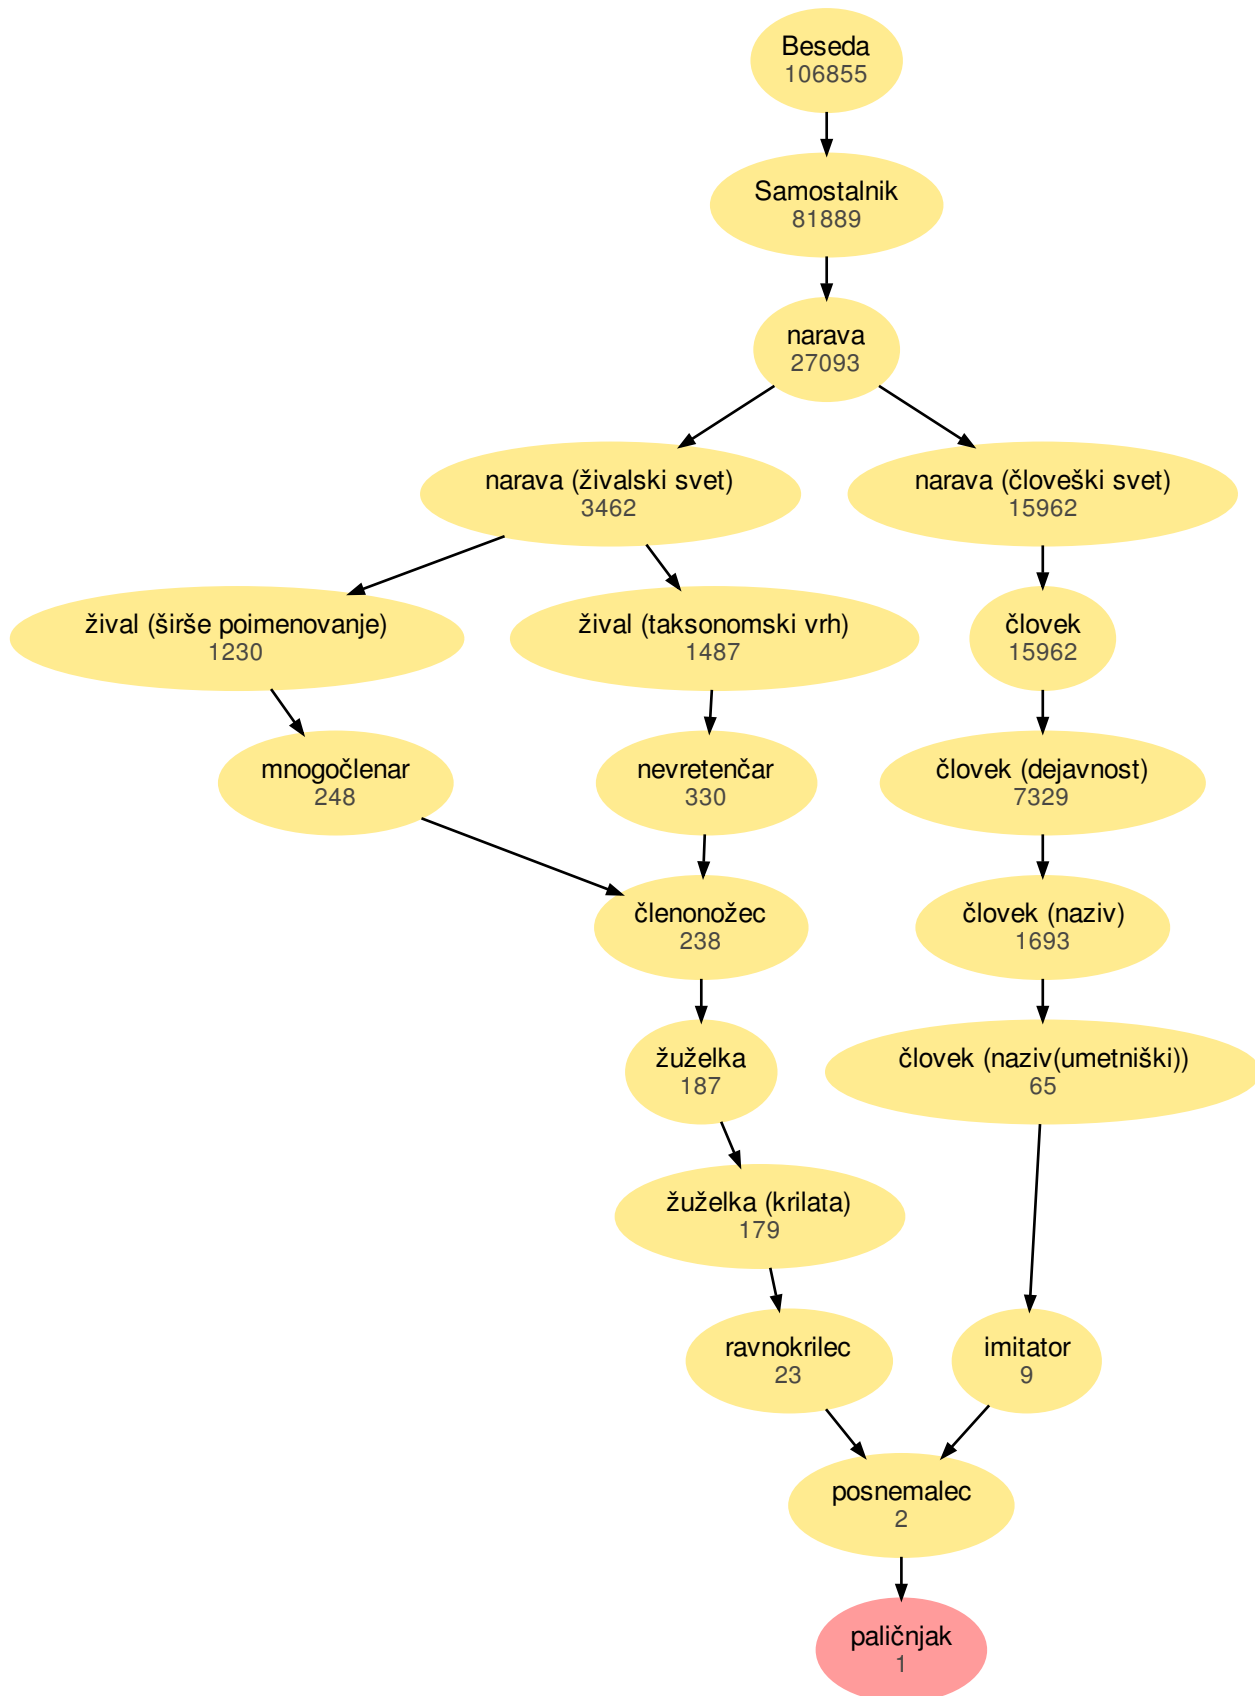 Beseda
106855
Samostalnik
81889
narava
27093
narava (živalski svet)
3462
narava (človeški svet)
15962
žival (širše poimenovanje)
1230
žival (taksonomski vrh)
1487
človek
15962
mnogočlenar
248
nevretenčar
330
človek (dejavnost)
7329
členonožec
238
človek (naziv)
1693
žuželka
187
človek (naziv(umetniški))
65
žuželka (krilata)
179
ravnokrilec
23
imitator
9
posnemalec
2
paličnjak
1